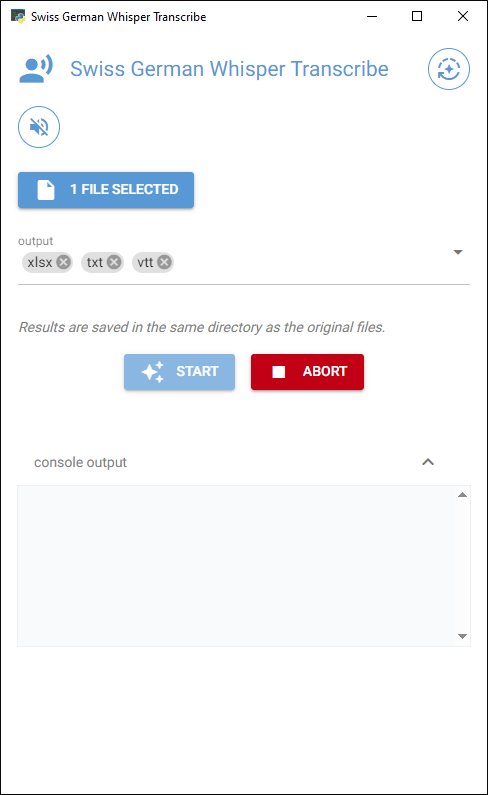 Swiss German Whisper Transcribe
Swiss German Whisper Transcribe
1 FILE SELECTED
output
xlsx txt vtt
Results are saved in the same directory as the original files.
START ABORT
console output